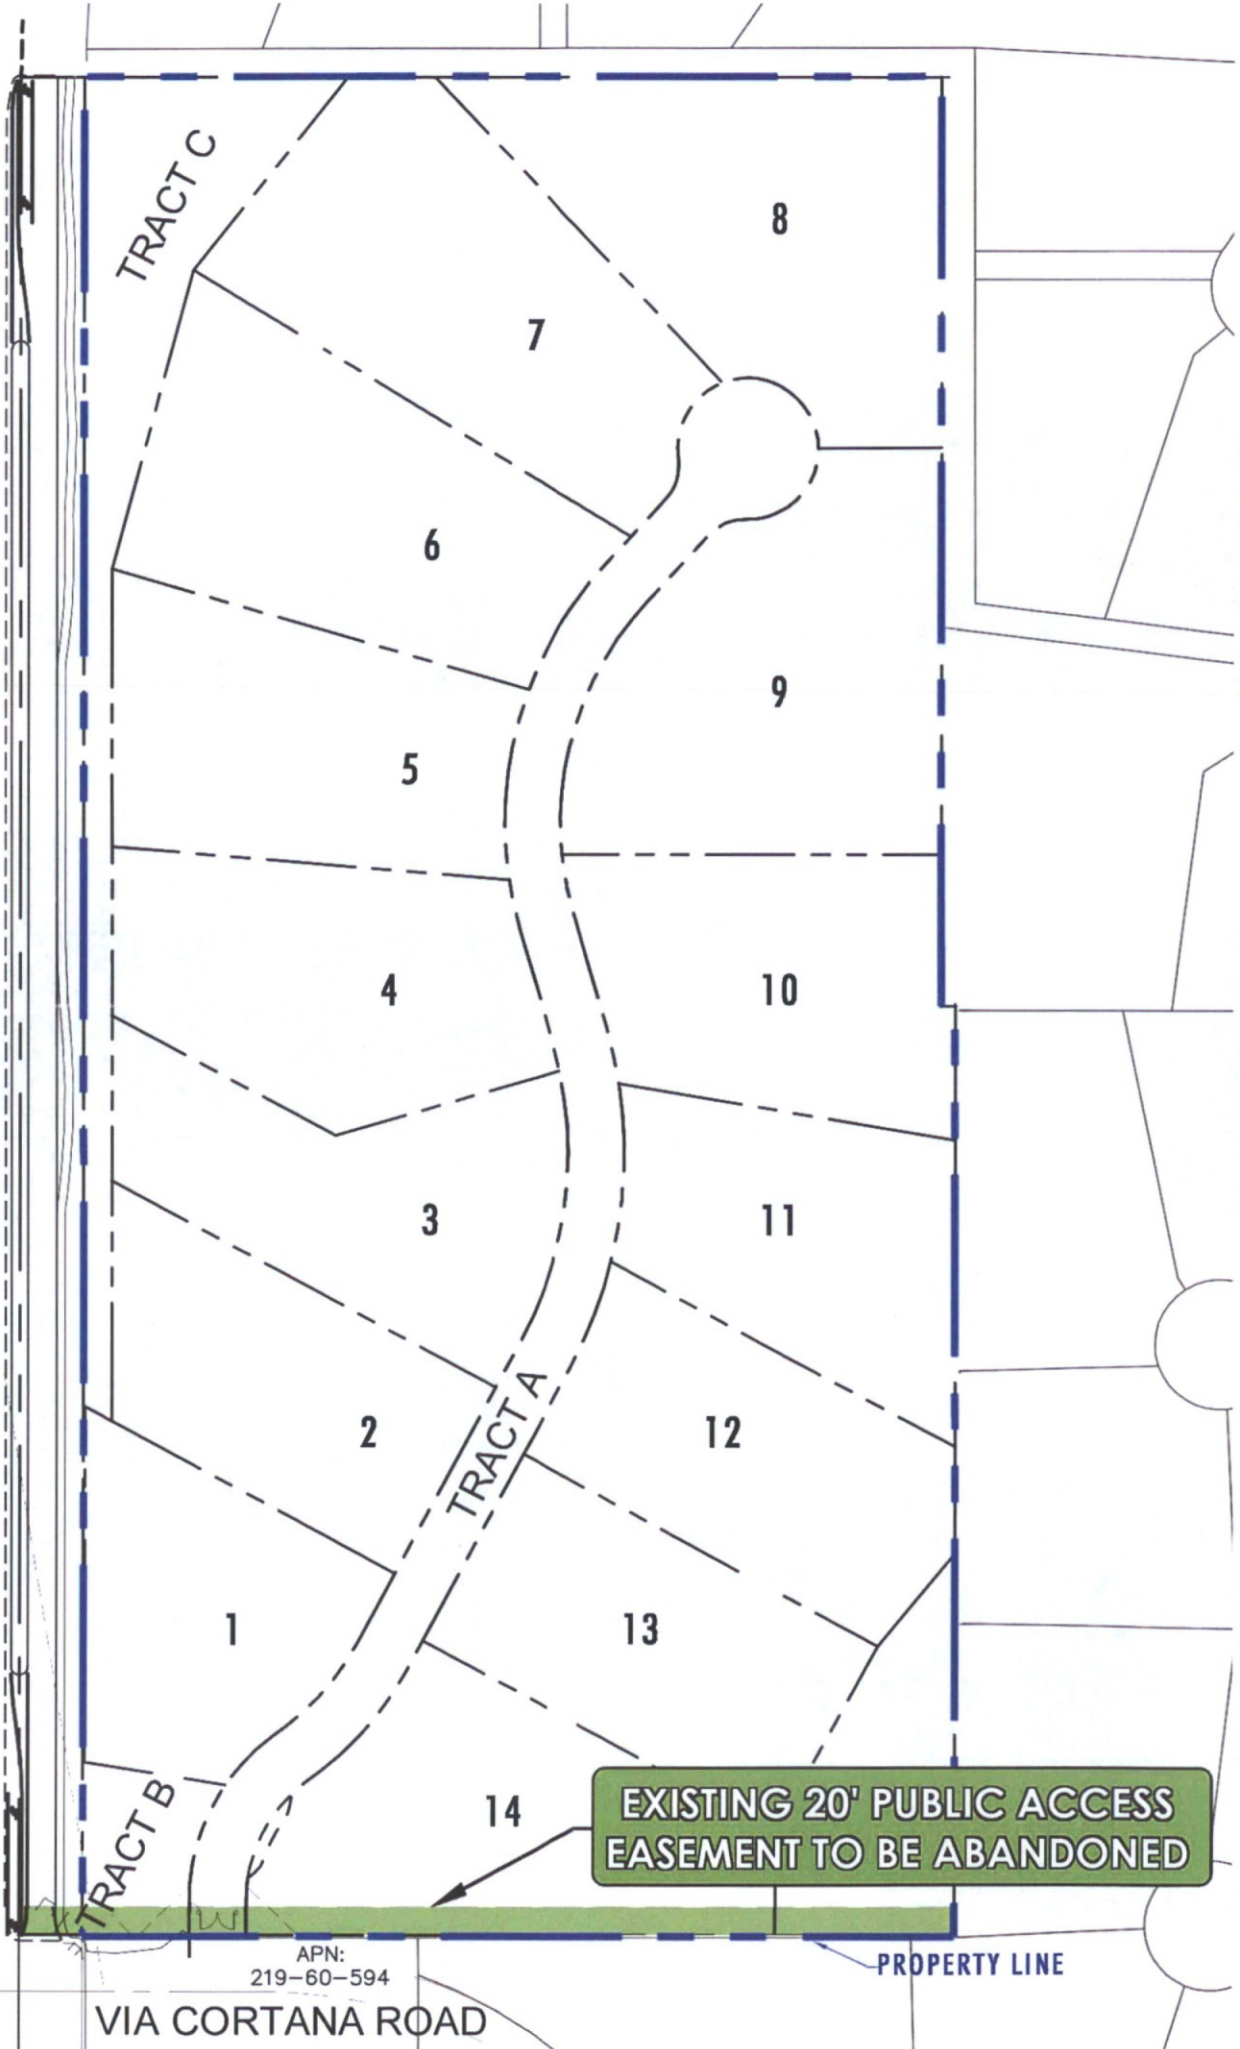 TRACT C
8
7
6
9
5
4
10
3
11
TRACT A
2
12
1
13
EXISTING 20' PUBLIC ACCESS
EASEMENT TO BE ABANDONED
14
TRACT B
APN:
219-60-594
PROPERTY LINE
VIA CORTANA ROAD